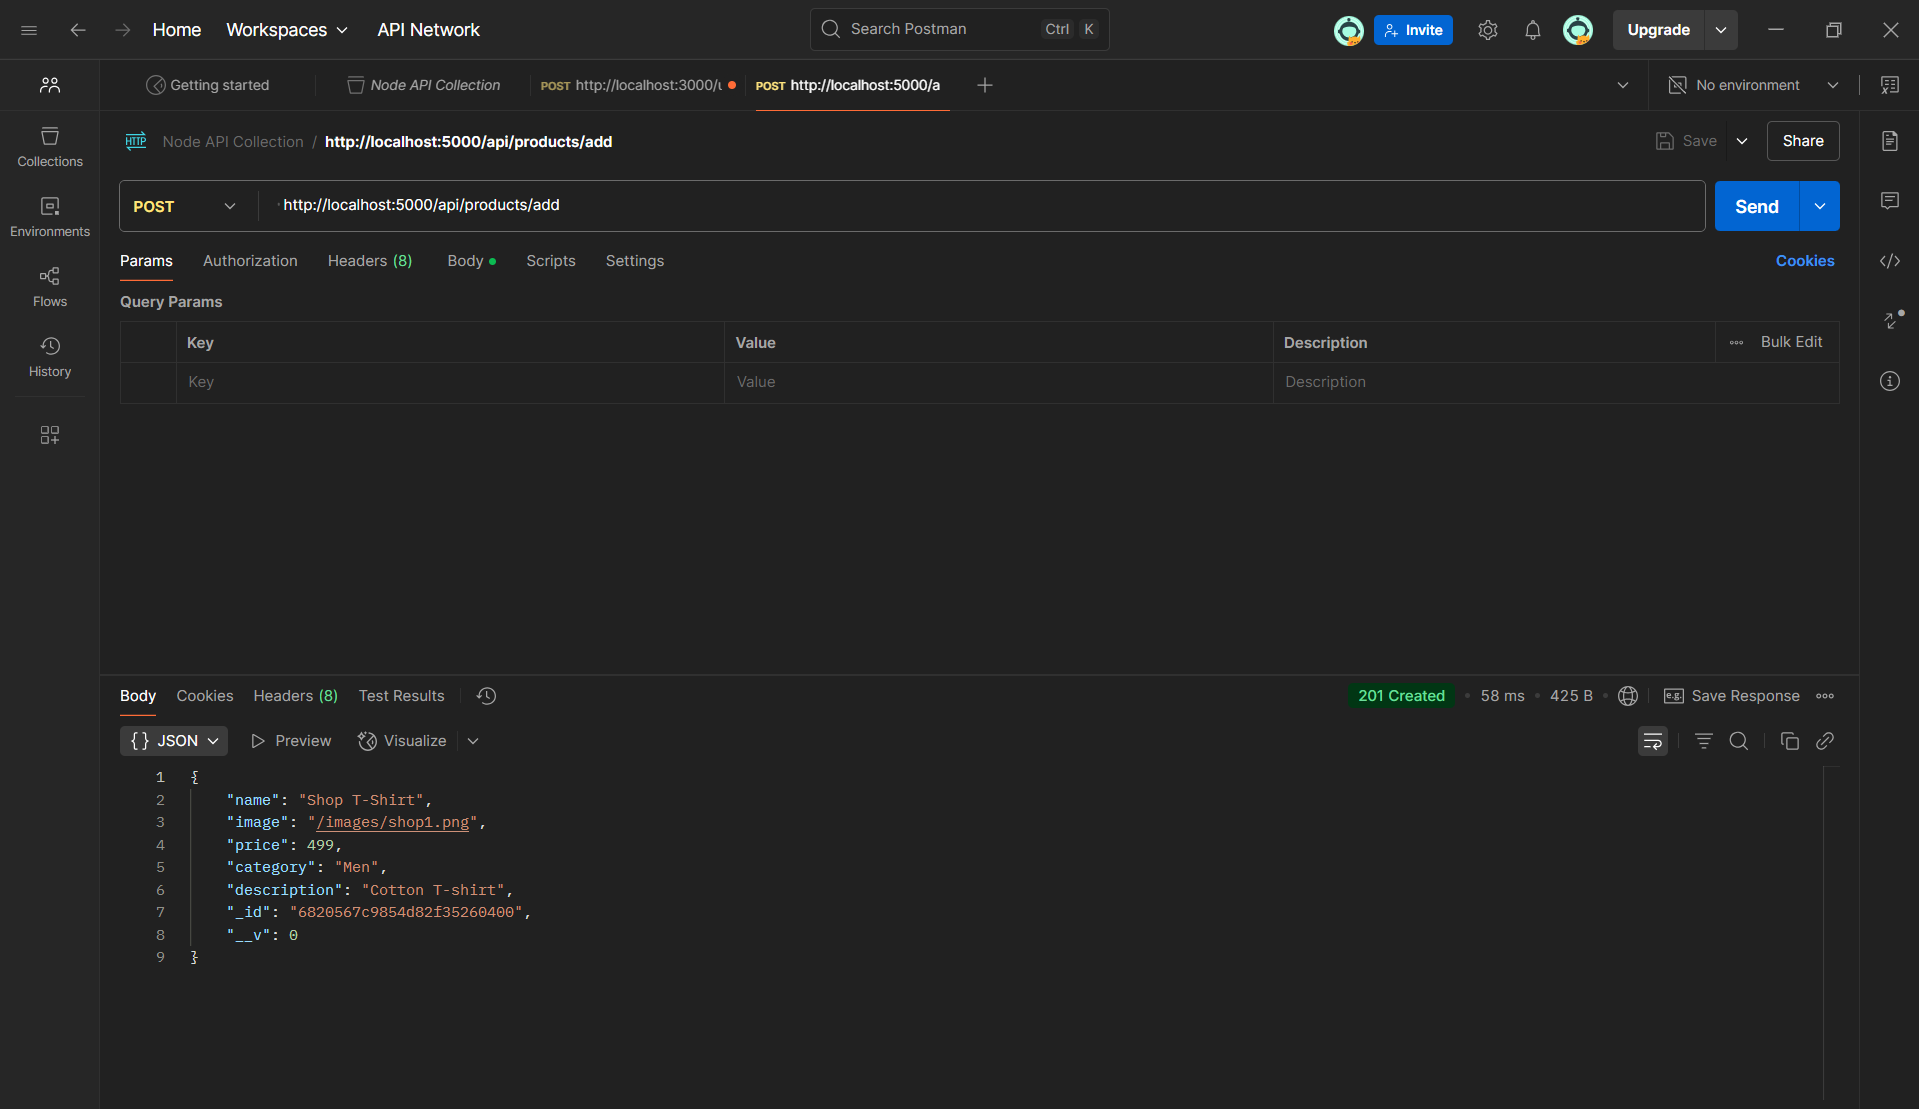 Home Workspaces API Network Search Postman Ctrl K Invite Upgrade
Getting started Node API Collection POST http://localhost:3000/u POST http://localhost:5000/a No environment
HTTP Node API Collection / http://localhost:5000/api/products/add Save Share
Collections
Environments
Flows
History
POST http://localhost:5000/api/products/add Send
Params Authorization Headers (8) Body Scripts Settings Cookies
Query Params
Key Value Description Bulk Edit
Key Value Description
Body Cookies Headers (8) Test Results 201 Created 58 ms 425 B e.g. Save Response
{} JSON Preview Visualize
1 {
2 "name": "Shop T-Shirt",
3 "image": "/images/shop1.png",
4 "price": 499,
5 "category": "Men",
6 "description": "Cotton T-shirt",
7 "_id": "6820567c9854d82f35260400",
8 "__v": 0
9 }